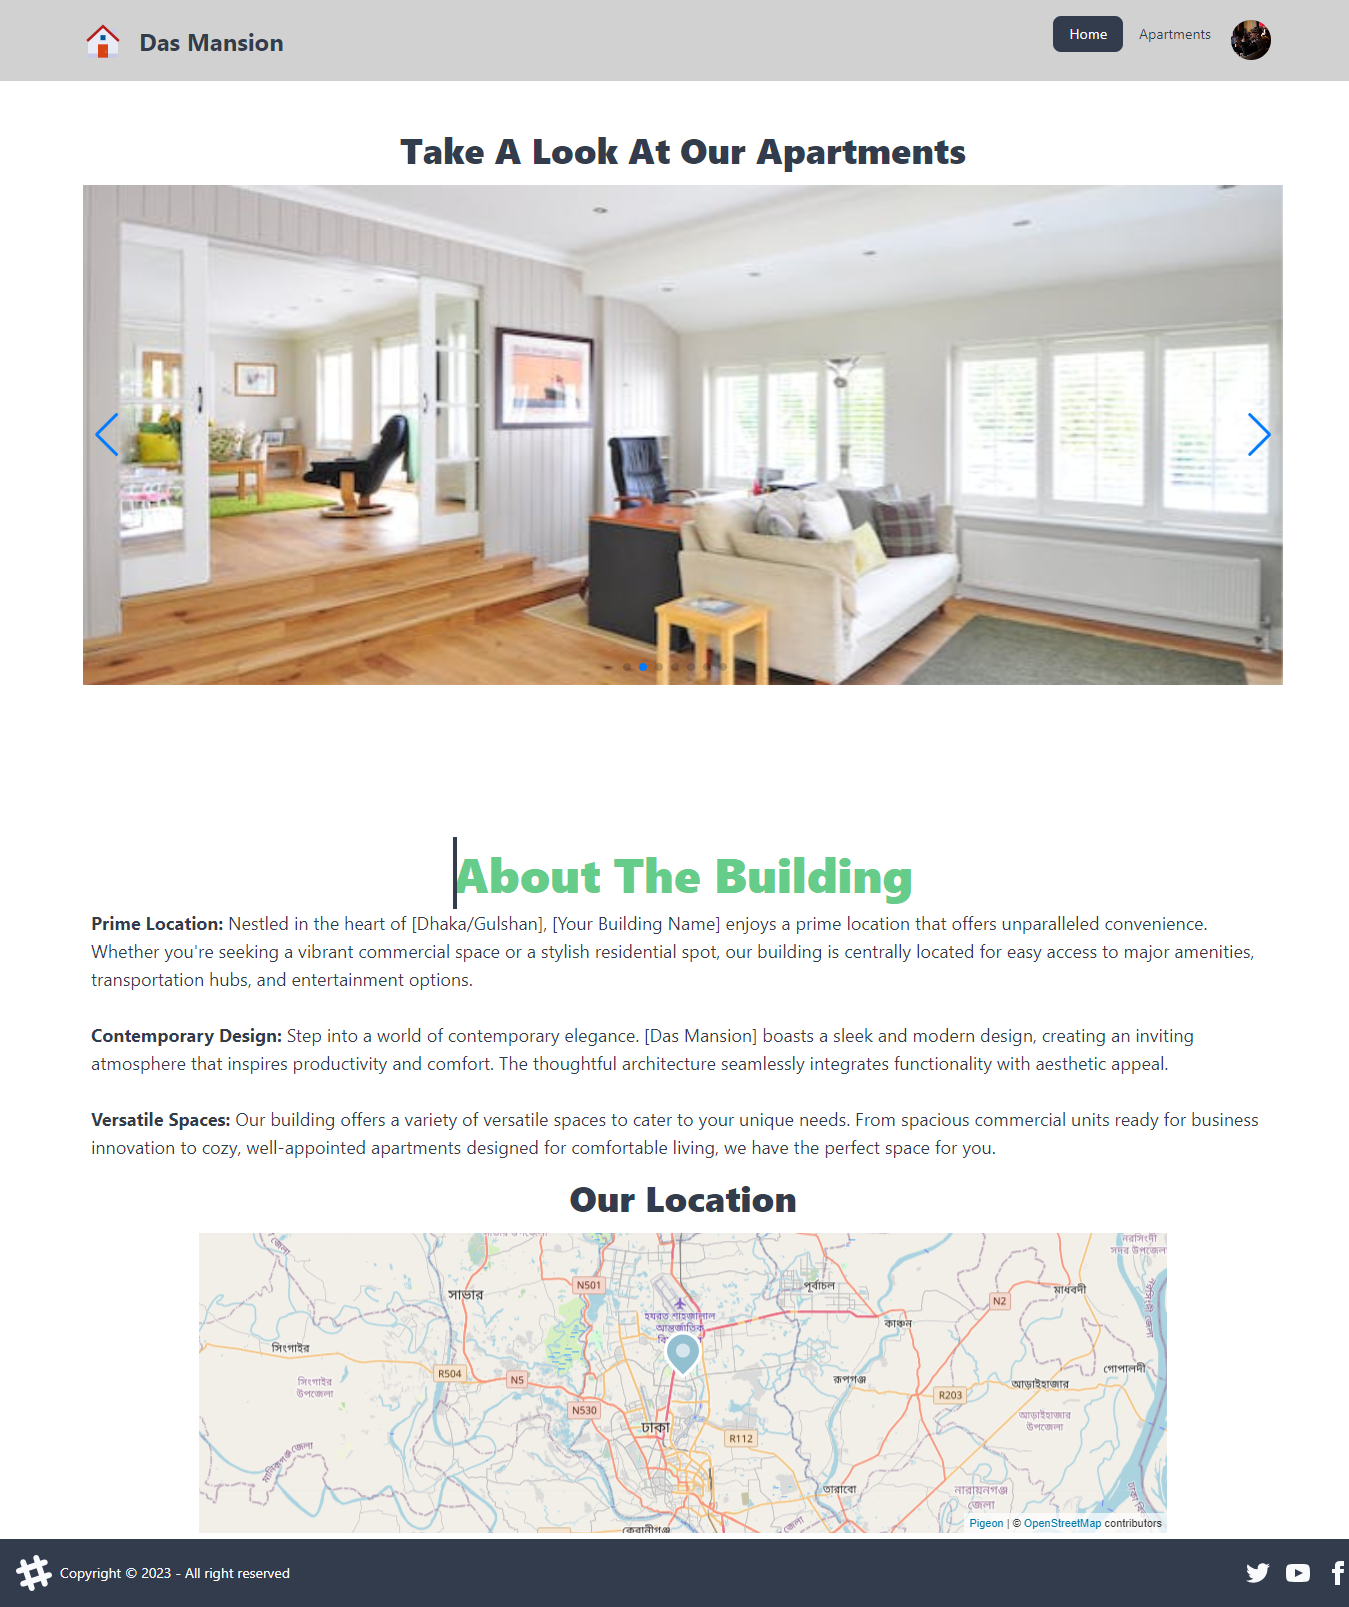 Das Mansion
Home
Apartments
Take A Look At Our Apartments
About The Building
Prime Location: Nestled in the heart of [Dhaka/Gulshan], [Your Building Name] enjoys a prime location that offers unparalleled convenience.
Whether you're seeking a vibrant commercial space or a stylish residential spot, our building is centrally located for easy access to major amenities,
transportation hubs, and entertainment options.
Contemporary Design: Step into a world of contemporary elegance. [Das Mansion] boasts a sleek and modern design, creating an inviting
atmosphere that inspires productivity and comfort. The thoughtful architecture seamlessly integrates functionality with aesthetic appeal.
Versatile Spaces: Our building offers a variety of versatile spaces to cater to your unique needs. From spacious commercial units ready for business
innovation to cozy, well-appointed apartments designed for comfortable living, we have the perfect space for you.
Our Location
জেলা
নরসিংদী
সদর উপজেলা
N501
সাভার
পূর্বাচল
মাধবদী
N2
হযরত শাহজালাল
আন্তর্জাতিক
কাঞ্চন
সিংগাইর
R504
N5
রূপগঞ্জ
গোপালদী
সিংগাইর
উপজেলা
আড়াইহাজার
R203
N530
আড়াইহাজার
উপজেলা
ঢাকা
R112
মানিকগঞ্জ জেলা
তারাবো
নারায়ণগঞ্জ
জেলা
কেরানীগঞ্জ
জেলা
Pigeon | © OpenStreetMap contributors
Copyright © 2023 - All right reserved